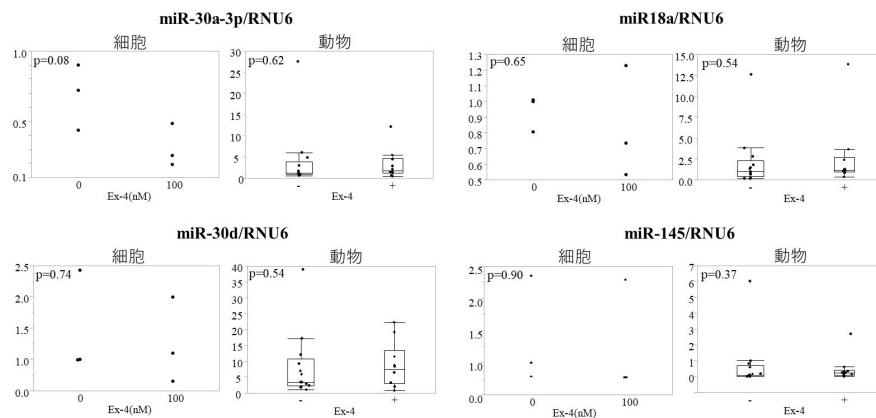 miR-30a-3p/RNU6
細胞
動物
p=0.08
1.0
0.5
0.1
0
100
Ex-4(nM)
p=0.62
30
25
20
15
10
5
0
-
+
Ex-4
miR18a/RNU6
細胞
動物
p=0.65
1.3
1.2
1.1
1.0
0.9
0.8
0.7
0.6
0.5
0
100
Ex-4(nM)
p=0.54
15.0
12.5
10.0
7.5
5.0
2.5
0.0
-
+
Ex-4
miR-30d/RNU6
細胞
動物
p=0.74
2.5
2.0
1.5
1.0
0.5
0
100
Ex-4(nM)
p=0.54
40
35
30
25
20
15
10
5
0
-
+
Ex-4
miR-145/RNU6
細胞
動物
p=0.90
2.5
2.0
1.5
1.0
0.5
0
100
Ex-4(nM)
p=0.37
7
6
5
4
3
2
1
0
-
+
Ex-4